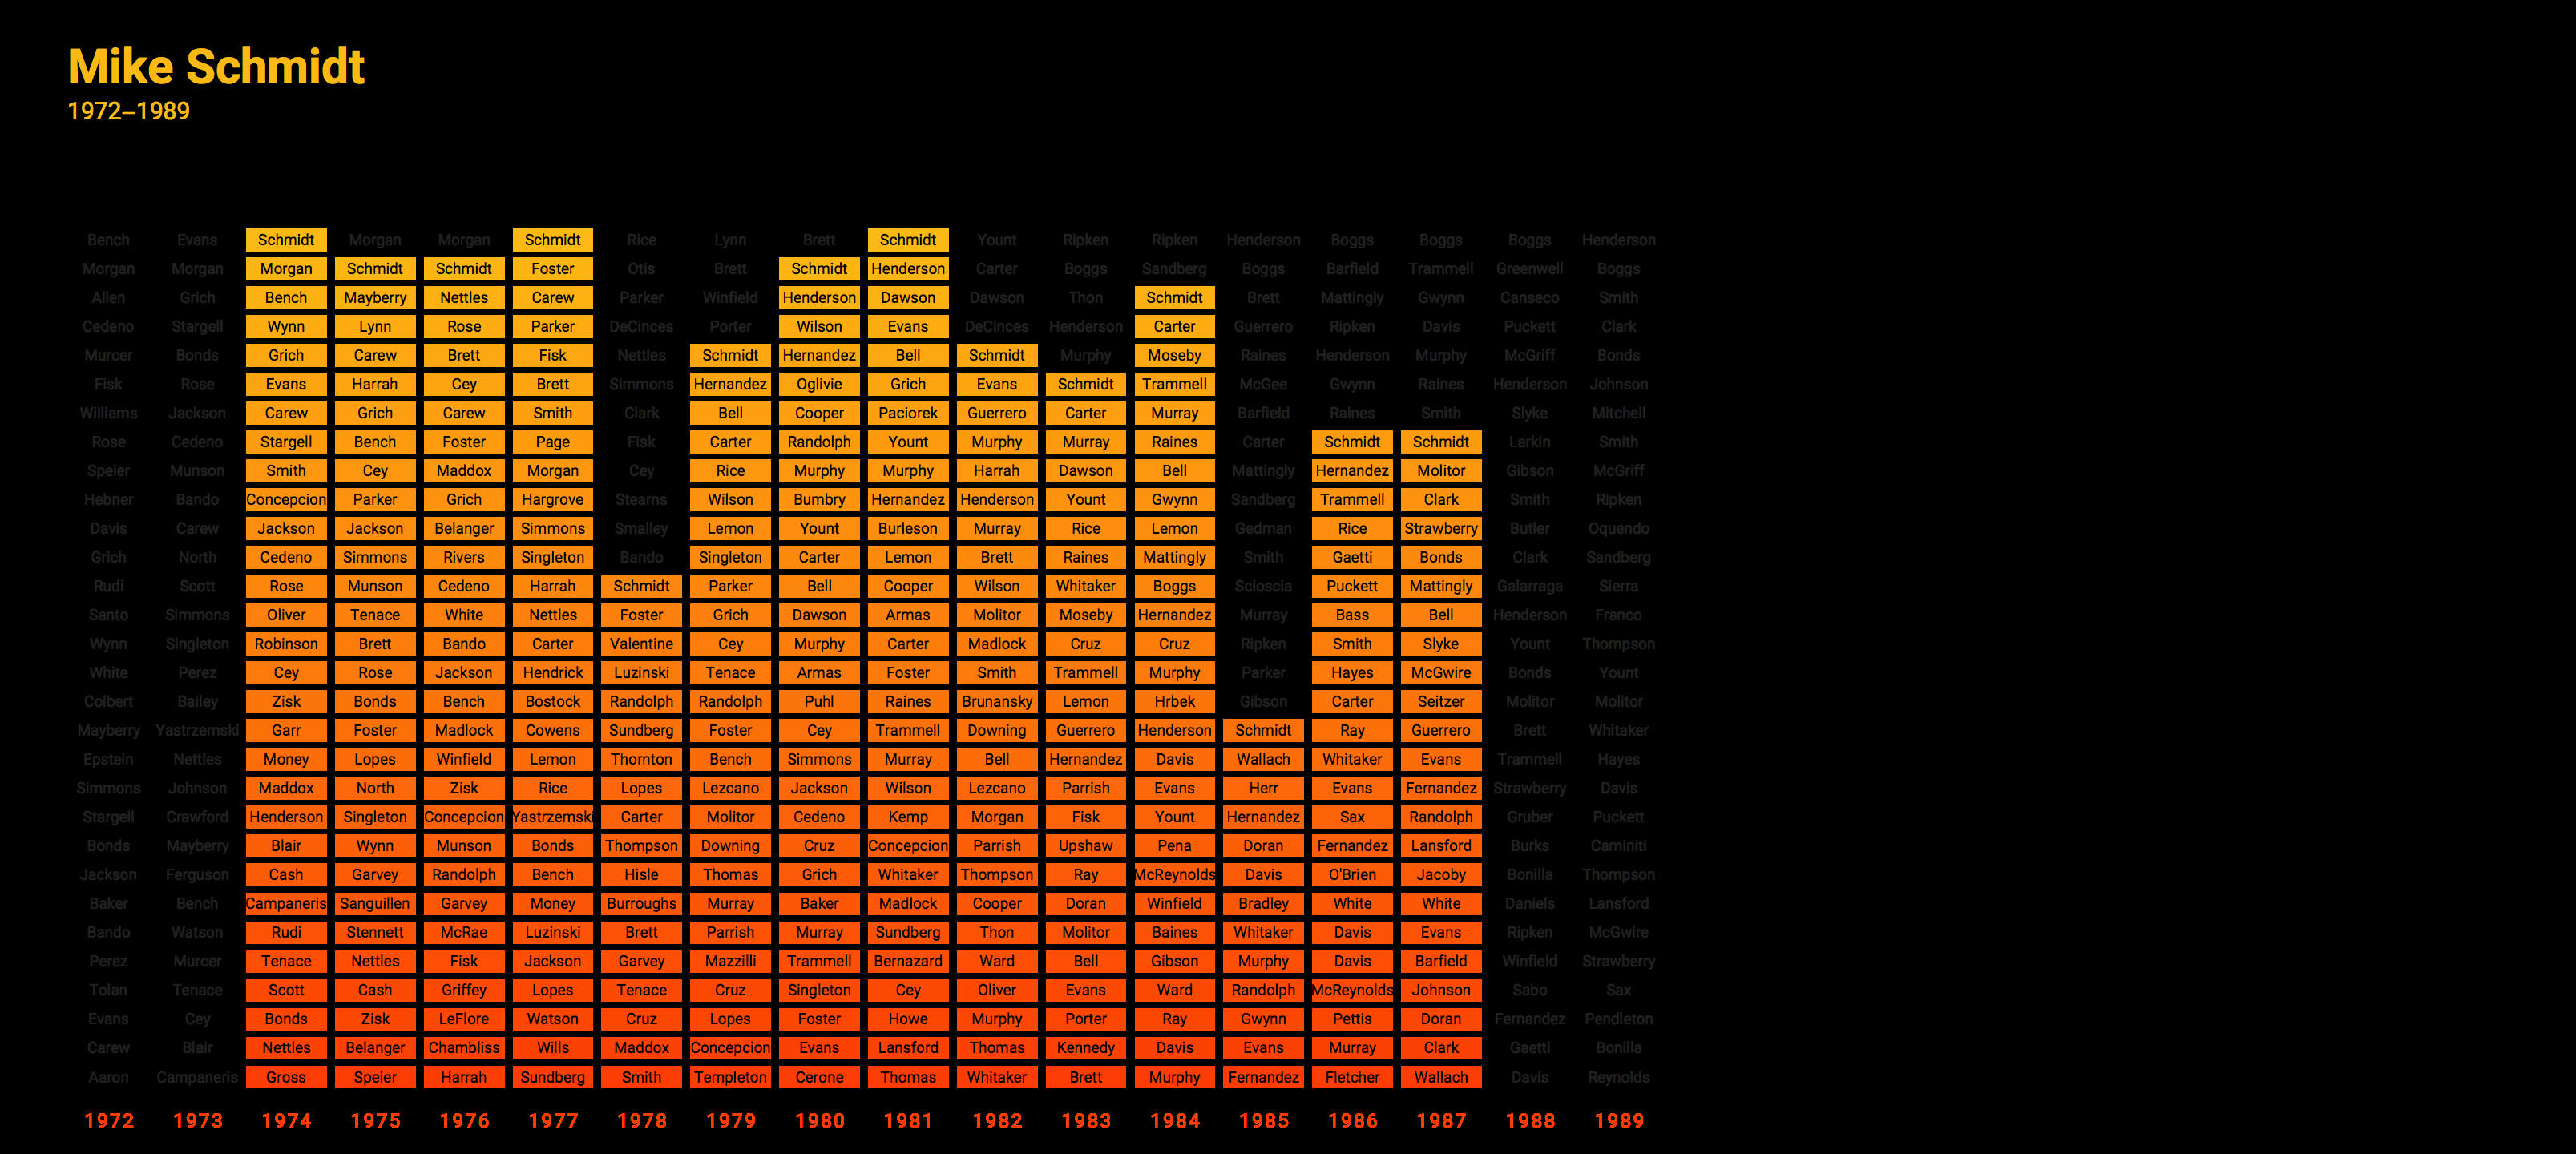 Mike Schmidt
1972–1989
Bench Evans Schmidt Morgan Morgan Schmidt Rice Lynn Brett Schmidt Yount Ripken Ripken Henderson Boggs Boggs Boggs Henderson
Morgan Morgan Morgan Schmidt Schmidt Foster Otis Brett Schmidt Henderson Carter Boggs Sandberg Boggs Barfield Trammell Greenwell Boggs
Allen Grich Bench Mayberry Nettles Carew Parker Winfield Henderson Dawson Dawson Thon Schmidt Brett Mattingly Gwynn Canseco Smith
Cedeno Stargell Wynn Lynn Rose Parker DeCinces Porter Wilson Evans DeCinces Henderson Carter Guerrero Ripken Davis Puckett Clark
Murcer Bonds Grich Carew Brett Fisk Nettles Schmidt Hernandez Bell Schmidt Murphy Moseby Raines Henderson Murphy McGriff Bonds
Fisk Rose Evans Harrah Cey Brett Simmons Hernandez Oglivie Grich Evans Schmidt Trammell McGee Gwynn Raines Henderson Johnson
Williams Jackson Carew Grich Carew Smith Clark Bell Cooper Paciorek Guerrero Carter Murray Barfield Raines Smith Slyke Mitchell
Rose Cedeno Stargell Bench Foster Page Fisk Carter Randolph Yount Murphy Murray Raines Carter Schmidt Schmidt Larkin Smith
Speier Munson Smith Cey Maddox Morgan Cey Rice Murphy Murphy Harrah Dawson Bell Mattingly Hernandez Molitor Gibson McGriff
Hebner Bando Concepcion Parker Grich Hargrove Stearns Wilson Bumbry Hernandez Henderson Yount Gwynn Sandberg Trammell Clark Smith Ripken
Davis Carew Jackson Jackson Belanger Simmons Smalley Lemon Yount Burleson Murray Rice Lemon Gedman Rice Strawberry Butler Oquendo
Grich North Cedeno Simmons Rivers Singleton Bando Singleton Carter Lemon Brett Raines Mattingly Smith Gaetti Bonds Clark Sandberg
Rudi Scott Rose Munson Cedeno Harrah Schmidt Parker Bell Cooper Wilson Whitaker Boggs Scioscia Puckett Mattingly Galarraga Sierra
Santo Simmons Oliver Tenace White Nettles Foster Grich Dawson Armas Molitor Moseby Hernandez Murray Bass Bell Henderson Franco
Wynn Singleton Robinson Brett Bando Carter Valentine Cey Murphy Carter Madlock Cruz Cruz Ripken Smith Slyke Yount Thompson
White Perez Cey Rose Jackson Hendrick Luzinski Tenace Armas Foster Smith Trammell Murphy Parker Hayes McGwire Bonds Yount
Colbert Bailey Zisk Bonds Bench Bostock Randolph Randolph Puhl Raines Brunansky Lemon Hrbek Gibson Carter Seitzer Molitor Molitor
Mayberry Yastrzemski Garr Foster Madlock Cowens Sundberg Foster Cey Trammell Downing Guerrero Henderson Schmidt Ray Guerrero Brett Whitaker
Epstein Nettles Money Lopes Winfield Lemon Thornton Bench Simmons Murray Bell Hernandez Davis Wallach Whitaker Evans Trammell Hayes
Simmons Johnson Maddox North Zisk Rice Lopes Lezcano Jackson Wilson Lezcano Parrish Evans Herr Evans Fernandez Strawberry Davis
Stargell Crawford Henderson Singleton Concepcion Yastrzemski Carter Molitor Cedeno Kemp Morgan Fisk Yount Hernandez Sax Randolph Gruber Puckett
Bonds Mayberry Blair Wynn Munson Bonds Thompson Downing Cruz Concepcion Parrish Upshaw Pena Doran Fernandez Lansford Burks Caminiti
Jackson Ferguson Cash Garvey Randolph Bench Hisle Thomas Grich Whitaker Thompson Ray McReynolds Davis O'Brien Jacoby Bonilla Thompson
Baker Bench Campaneris Sanguillen Garvey Money Burroughs Murray Baker Madlock Cooper Doran Winfield Bradley White White Daniels Lansford
Bando Watson Rudi Stennett McRae Luzinski Brett Parrish Murray Sundberg Thon Molitor Baines Whitaker Davis Evans Ripken McGwire
Perez Murcer Tenace Nettles Fisk Jackson Garvey Mazzilli Trammell Bernazard Ward Bell Gibson Murphy Davis Barfield Winfield Strawberry
Tolan Tenace Scott Cash Griffey Lopes Tenace Cruz Singleton Cey Oliver Evans Ward Randolph McReynolds Johnson Sabo Sax
Evans Cey Bonds Zisk LeFlore Watson Cruz Lopes Foster Howe Murphy Porter Ray Gwynn Pettis Doran Fernandez Pendleton
Carew Blair Nettles Belanger Chambliss Wills Maddox Concepcion Evans Lansford Thomas Kennedy Davis Evans Murray Clark Gaetti Bonilla
Aaron Campaneris Gross Speier Harrah Sundberg Smith Templeton Cerone Thomas Whitaker Brett Murphy Fernandez Fletcher Wallach Davis Reynolds
1972 1973 1974 1975 1976 1977 1978 1979 1980 1981 1982 1983 1984 1985 1986 1987 1988 1989